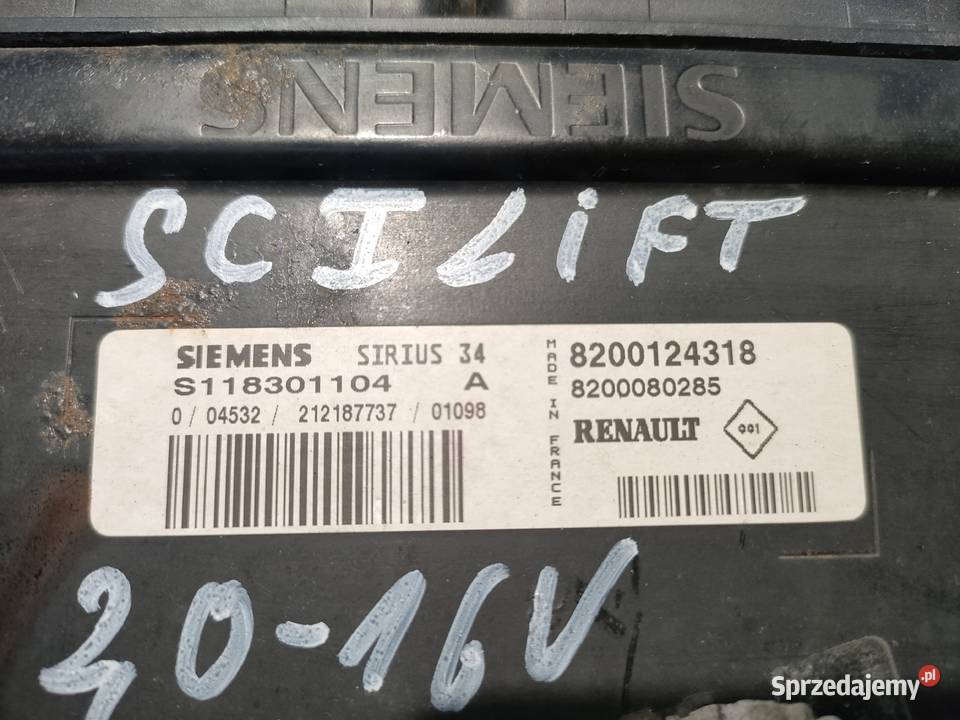 SIEMENS
SC I LiFT
SIEMENS SIRIUS 34
S118301104 A
0 / 04532 / 212187737 / 01098
MADE IN FRANCE
8200124318
8200080285
RENAULT 001
20-16V
Sprzedajemy.pl